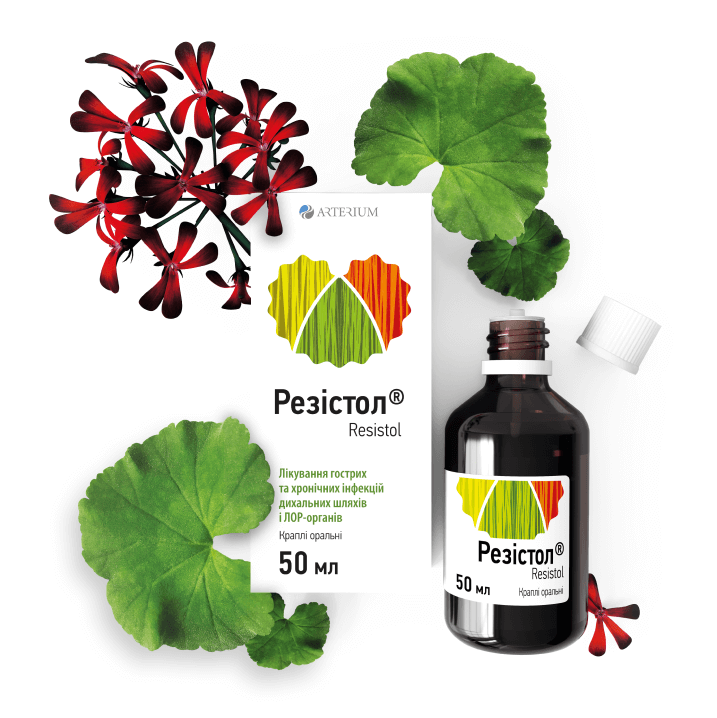 ARTERIUM
Резістол®
Resistol
Лікування гострих
та хронічних інфекцій
дихальних шляхів
і ЛОР-органів
Краплі оральні
50 мл
Резістол®
Resistol
50 мл
Краплі оральні